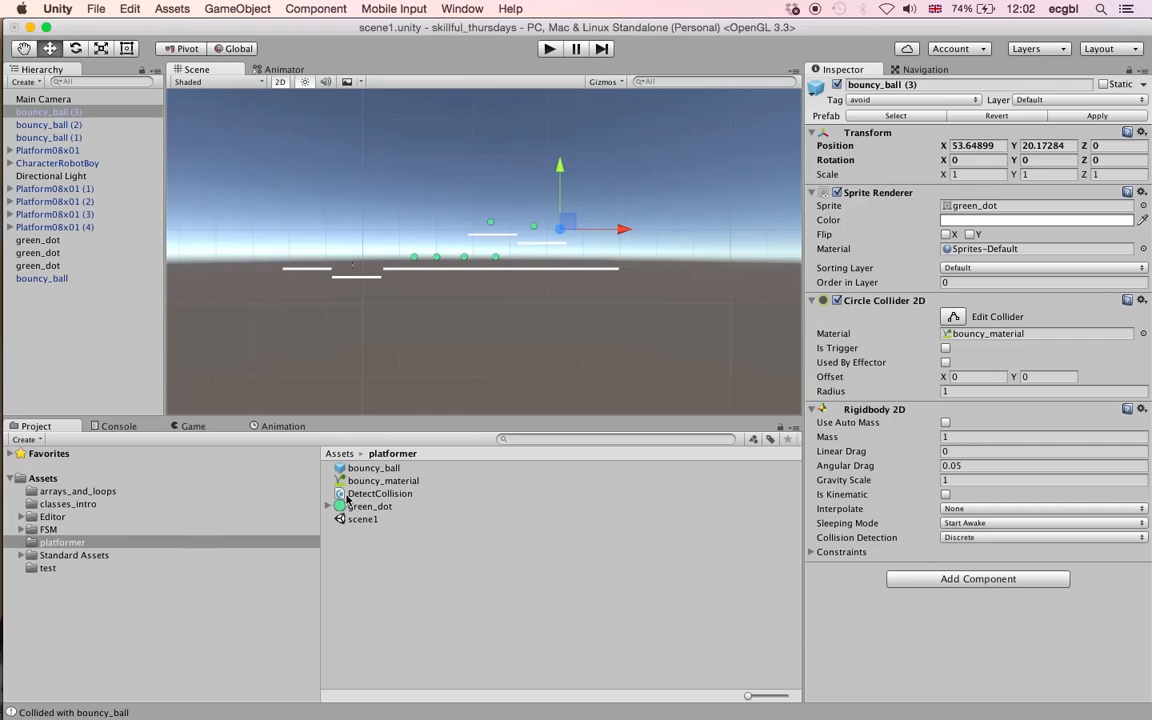 Unity File Edit Assets GameObject Component Mobile Input Window Help 74% 12:02 ecgbl
scene1.unity - skillful_thursdays - PC, Mac & Linux Standalone (Personal) <OpenGL 3.3>
Pivot Global Account Layers Layout
Hierarchy Scene Animator Inspector Navigation
Create All Shaded 2D Gizmos All
bouncy_ball (3) Static
Tag avoid Layer Default
Prefab Select Revert Apply
Main Camera
bouncy_ball (3)
bouncy_ball (2)
bouncy_ball (1)
Platform08x01
CharacterRobotBoy
Directional Light
Platform08x01 (1)
Platform08x01 (2)
Platform08x01 (3)
Platform08x01 (4)
green_dot
green_dot
green_dot
bouncy_ball
Transform
Position X 53.64899 Y 20.17284 Z 0
Rotation X 0 Y 0 Z 0
Scale X 1 Y 1 Z 1
Sprite Renderer
Sprite green_dot
Color
Flip X Y
Material Sprites-Default
Sorting Layer Default
Order in Layer 0
Circle Collider 2D
Edit Collider
Material bouncy_material
Is Trigger
Used By Effector
Offset X 0 Y 0
Radius 1
Rigidbody 2D
Use Auto Mass
Mass 1
Linear Drag 0
Angular Drag 0.05
Gravity Scale 1
Is Kinematic
Interpolate None
Sleeping Mode Start Awake
Collision Detection Discrete
Constraints
Add Component
Project Console Game Animation
Create
Favorites
Assets
arrays_and_loops
classes_intro
Editor
FSM
platformer
Standard Assets
test
Assets platformer
bouncy_ball
bouncy_material
DetectCollision
green_dot
scene1
Collided with bouncy_ball